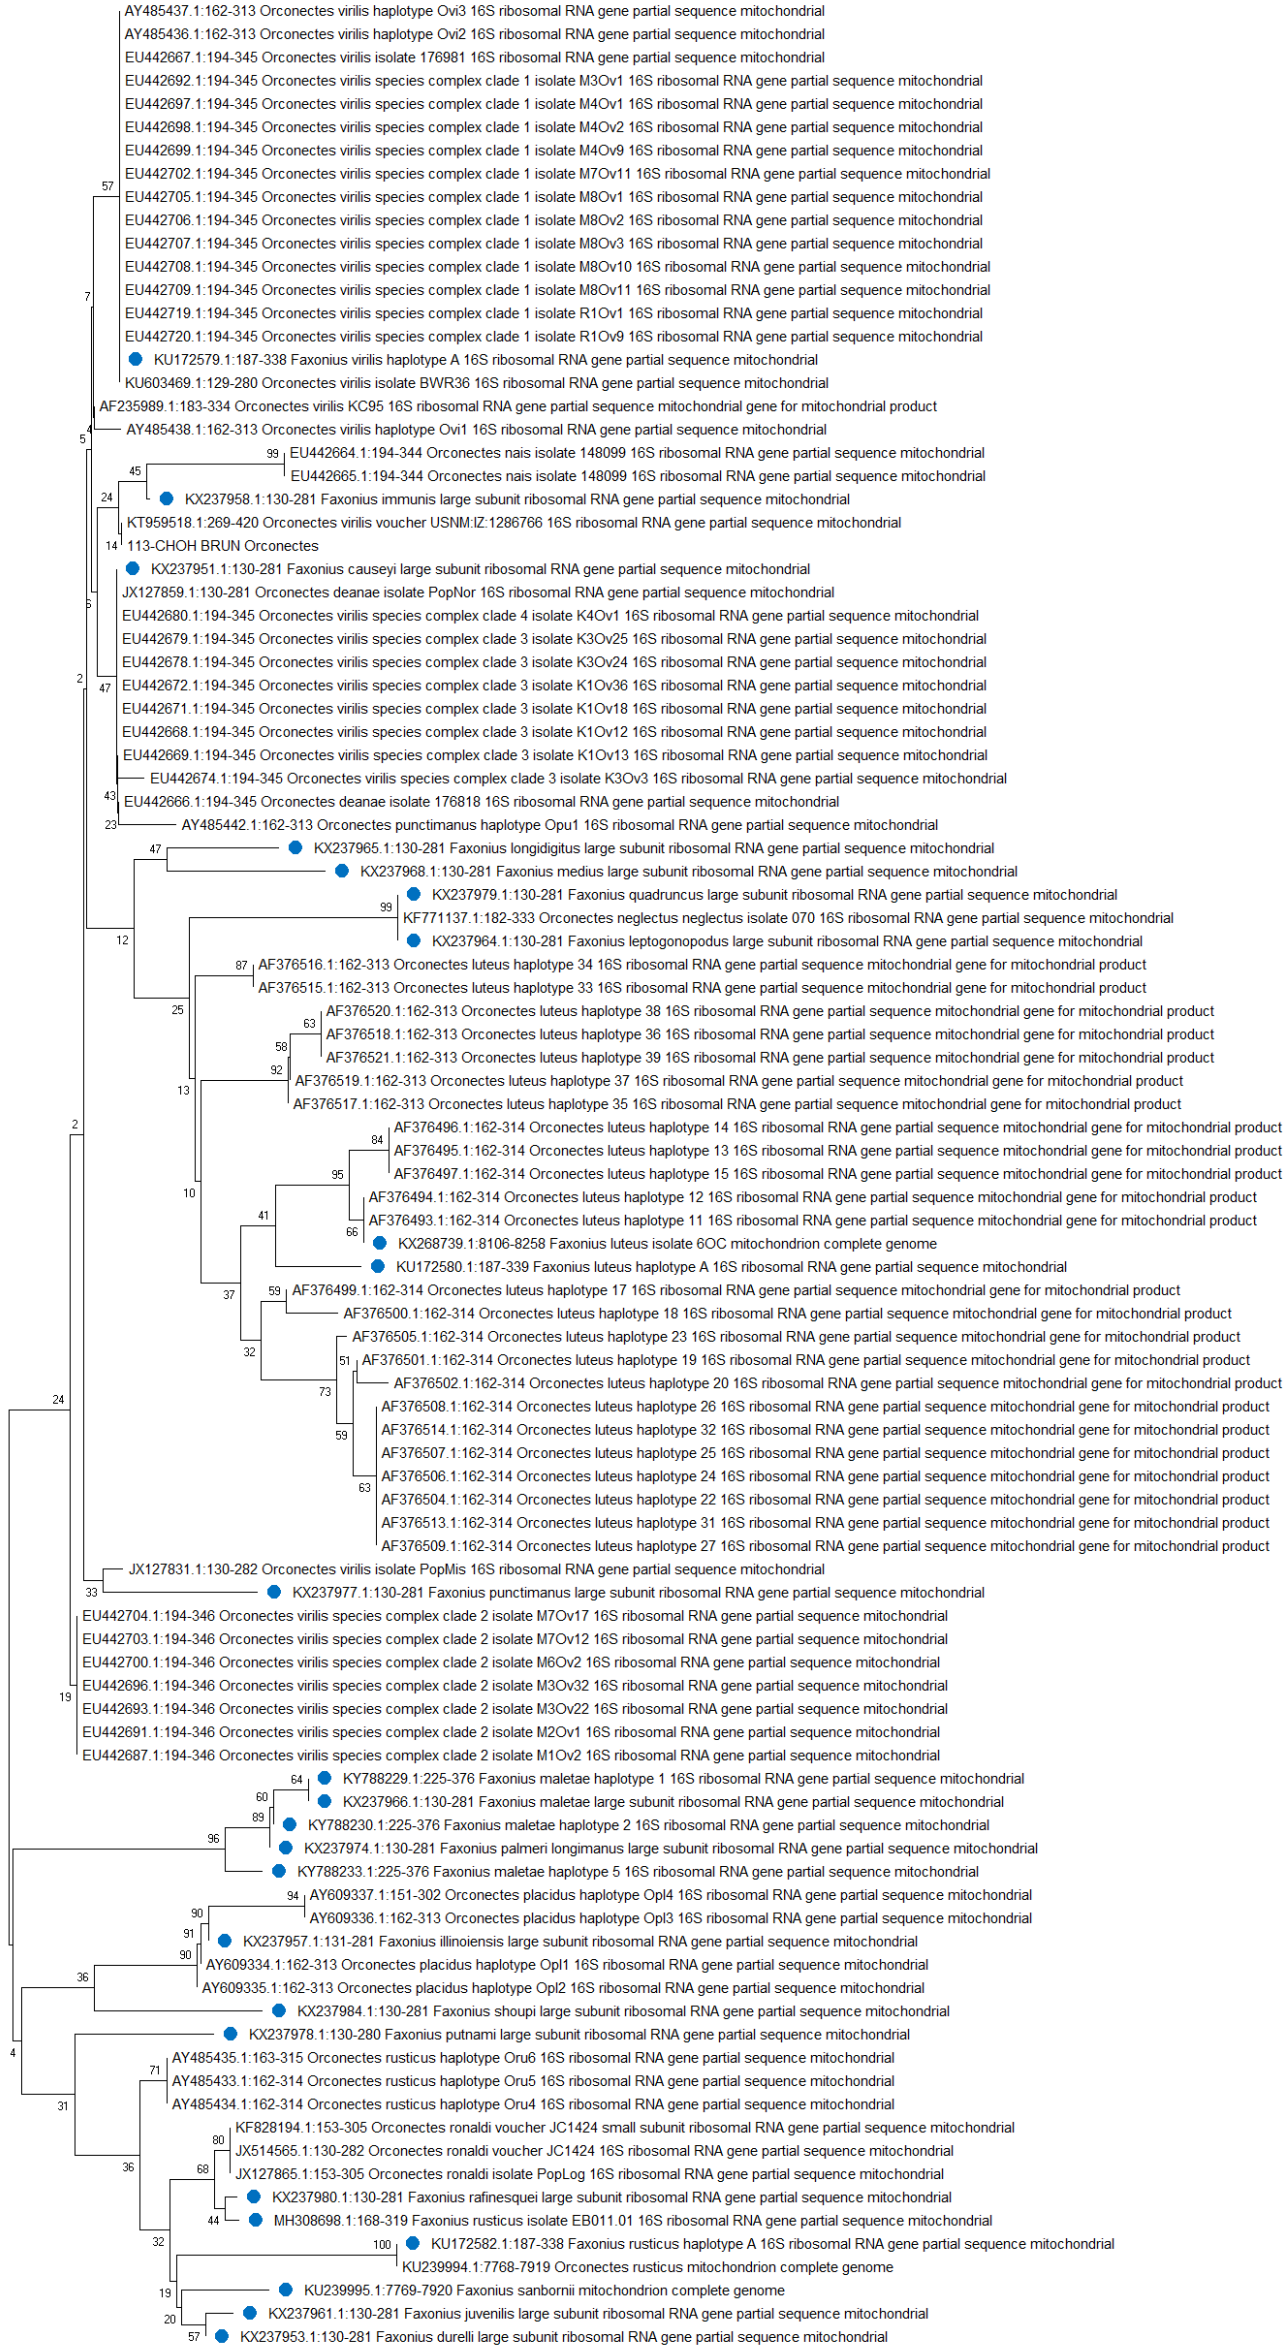 AY485437.1:162-313 Orconectes virilis haplotype Ovi3 16S ribosomal RNA gene partial sequence mitochondrial
AY485436.1:162-313 Orconectes virilis haplotype Ovi2 16S ribosomal RNA gene partial sequence mitochondrial
EU442667.1:194-345 Orconectes virilis isolate 176981 16S ribosomal RNA gene partial sequence mitochondrial
EU442692.1:194-345 Orconectes virilis species complex clade 1 isolate M3Ov1 16S ribosomal RNA gene partial sequence mitochondrial
EU442697.1:194-345 Orconectes virilis species complex clade 1 isolate M4Ov1 16S ribosomal RNA gene partial sequence mitochondrial
EU442698.1:194-345 Orconectes virilis species complex clade 1 isolate M4Ov2 16S ribosomal RNA gene partial sequence mitochondrial
EU442699.1:194-345 Orconectes virilis species complex clade 1 isolate M4Ov9 16S ribosomal RNA gene partial sequence mitochondrial
EU442702.1:194-345 Orconectes virilis species complex clade 1 isolate M7Ov11 16S ribosomal RNA gene partial sequence mitochondrial
57
EU442705.1:194-345 Orconectes virilis species complex clade 1 isolate M8Ov1 16S ribosomal RNA gene partial sequence mitochondrial
EU442706.1:194-345 Orconectes virilis species complex clade 1 isolate M8Ov2 16S ribosomal RNA gene partial sequence mitochondrial
EU442707.1:194-345 Orconectes virilis species complex clade 1 isolate M8Ov3 16S ribosomal RNA gene partial sequence mitochondrial
EU442708.1:194-345 Orconectes virilis species complex clade 1 isolate M8Ov10 16S ribosomal RNA gene partial sequence mitochondrial
EU442709.1:194-345 Orconectes virilis species complex clade 1 isolate M8Ov11 16S ribosomal RNA gene partial sequence mitochondrial
7
EU442719.1:194-345 Orconectes virilis species complex clade 1 isolate R1Ov1 16S ribosomal RNA gene partial sequence mitochondrial
EU442720.1:194-345 Orconectes virilis species complex clade 1 isolate R1Ov9 16S ribosomal RNA gene partial sequence mitochondrial
KU172579.1:187-338 Faxonius virilis haplotype A 16S ribosomal RNA gene partial sequence mitochondrial
KU603469.1:129-280 Orconectes virilis isolate BWR36 16S ribosomal RNA gene partial sequence mitochondrial
AF235989.1:183-334 Orconectes virilis KC95 16S ribosomal RNA gene partial sequence mitochondrial gene for mitochondrial product
4
AY485438.1:162-313 Orconectes virilis haplotype Ovi1 16S ribosomal RNA gene partial sequence mitochondrial
5
99
EU442664.1:194-344 Orconectes nais isolate 148099 16S ribosomal RNA gene partial sequence mitochondrial
45
EU442665.1:194-344 Orconectes nais isolate 148099 16S ribosomal RNA gene partial sequence mitochondrial
24
KX237958.1:130-281 Faxonius immunis large subunit ribosomal RNA gene partial sequence mitochondrial
KT959518.1:269-420 Orconectes virilis voucher USNM:IZ:1286766 16S ribosomal RNA gene partial sequence mitochondrial
14
113-CHOH BRUN Orconectes
KX237951.1:130-281 Faxonius causeyi large subunit ribosomal RNA gene partial sequence mitochondrial
JX127859.1:130-281 Orconectes deanae isolate PopNor 16S ribosomal RNA gene partial sequence mitochondrial
6
EU442680.1:194-345 Orconectes virilis species complex clade 4 isolate K4Ov1 16S ribosomal RNA gene partial sequence mitochondrial
EU442679.1:194-345 Orconectes virilis species complex clade 3 isolate K3Ov25 16S ribosomal RNA gene partial sequence mitochondrial
EU442678.1:194-345 Orconectes virilis species complex clade 3 isolate K3Ov24 16S ribosomal RNA gene partial sequence mitochondrial
2
47
EU442672.1:194-345 Orconectes virilis species complex clade 3 isolate K1Ov36 16S ribosomal RNA gene partial sequence mitochondrial
EU442671.1:194-345 Orconectes virilis species complex clade 3 isolate K1Ov18 16S ribosomal RNA gene partial sequence mitochondrial
EU442668.1:194-345 Orconectes virilis species complex clade 3 isolate K1Ov12 16S ribosomal RNA gene partial sequence mitochondrial
EU442669.1:194-345 Orconectes virilis species complex clade 3 isolate K1Ov13 16S ribosomal RNA gene partial sequence mitochondrial
EU442674.1:194-345 Orconectes virilis species complex clade 3 isolate K3Ov3 16S ribosomal RNA gene partial sequence mitochondrial
43
EU442666.1:194-345 Orconectes deanae isolate 176818 16S ribosomal RNA gene partial sequence mitochondrial
23
AY485442.1:162-313 Orconectes punctimanus haplotype Opu1 16S ribosomal RNA gene partial sequence mitochondrial
47
KX237965.1:130-281 Faxonius longidigitus large subunit ribosomal RNA gene partial sequence mitochondrial
KX237968.1:130-281 Faxonius medius large subunit ribosomal RNA gene partial sequence mitochondrial
KX237979.1:130-281 Faxonius quadruncus large subunit ribosomal RNA gene partial sequence mitochondrial
99
KF771137.1:182-333 Orconectes neglectus neglectus isolate 070 16S ribosomal RNA gene partial sequence mitochondrial
12
KX237964.1:130-281 Faxonius leptogonopodus large subunit ribosomal RNA gene partial sequence mitochondrial
87
AF376516.1:162-313 Orconectes luteus haplotype 34 16S ribosomal RNA gene partial sequence mitochondrial gene for mitochondrial product
AF376515.1:162-313 Orconectes luteus haplotype 33 16S ribosomal RNA gene partial sequence mitochondrial gene for mitochondrial product
25
AF376520.1:162-313 Orconectes luteus haplotype 38 16S ribosomal RNA gene partial sequence mitochondrial gene for mitochondrial product
63
AF376518.1:162-313 Orconectes luteus haplotype 36 16S ribosomal RNA gene partial sequence mitochondrial gene for mitochondrial product
58
AF376521.1:162-313 Orconectes luteus haplotype 39 16S ribosomal RNA gene partial sequence mitochondrial gene for mitochondrial product
92
AF376519.1:162-313 Orconectes luteus haplotype 37 16S ribosomal RNA gene partial sequence mitochondrial gene for mitochondrial product
13
AF376517.1:162-313 Orconectes luteus haplotype 35 16S ribosomal RNA gene partial sequence mitochondrial gene for mitochondrial product
2
AF376496.1:162-314 Orconectes luteus haplotype 14 16S ribosomal RNA gene partial sequence mitochondrial gene for mitochondrial product
84
AF376495.1:162-314 Orconectes luteus haplotype 13 16S ribosomal RNA gene partial sequence mitochondrial gene for mitochondrial product
95
AF376497.1:162-314 Orconectes luteus haplotype 15 16S ribosomal RNA gene partial sequence mitochondrial gene for mitochondrial product
10
AF376494.1:162-314 Orconectes luteus haplotype 12 16S ribosomal RNA gene partial sequence mitochondrial gene for mitochondrial product
41
AF376493.1:162-314 Orconectes luteus haplotype 11 16S ribosomal RNA gene partial sequence mitochondrial gene for mitochondrial product
66
KX268739.1:8106-8258 Faxonius luteus isolate 6OC mitochondrion complete genome
KU172580.1:187-339 Faxonius luteus haplotype A 16S ribosomal RNA gene partial sequence mitochondrial
37
59
AF376499.1:162-314 Orconectes luteus haplotype 17 16S ribosomal RNA gene partial sequence mitochondrial gene for mitochondrial product
AF376500.1:162-314 Orconectes luteus haplotype 18 16S ribosomal RNA gene partial sequence mitochondrial gene for mitochondrial product
AF376505.1:162-314 Orconectes luteus haplotype 23 16S ribosomal RNA gene partial sequence mitochondrial gene for mitochondrial product
32
51
AF376501.1:162-314 Orconectes luteus haplotype 19 16S ribosomal RNA gene partial sequence mitochondrial gene for mitochondrial product
AF376502.1:162-314 Orconectes luteus haplotype 20 16S ribosomal RNA gene partial sequence mitochondrial gene for mitochondrial product
73
24
AF376508.1:162-314 Orconectes luteus haplotype 26 16S ribosomal RNA gene partial sequence mitochondrial gene for mitochondrial product
AF376514.1:162-314 Orconectes luteus haplotype 32 16S ribosomal RNA gene partial sequence mitochondrial gene for mitochondrial product
59
AF376507.1:162-314 Orconectes luteus haplotype 25 16S ribosomal RNA gene partial sequence mitochondrial gene for mitochondrial product
AF376506.1:162-314 Orconectes luteus haplotype 24 16S ribosomal RNA gene partial sequence mitochondrial gene for mitochondrial product
63
AF376504.1:162-314 Orconectes luteus haplotype 22 16S ribosomal RNA gene partial sequence mitochondrial gene for mitochondrial product
AF376513.1:162-314 Orconectes luteus haplotype 31 16S ribosomal RNA gene partial sequence mitochondrial gene for mitochondrial product
AF376509.1:162-314 Orconectes luteus haplotype 27 16S ribosomal RNA gene partial sequence mitochondrial gene for mitochondrial product
JX127831.1:130-282 Orconectes virilis isolate PopMis 16S ribosomal RNA gene partial sequence mitochondrial
33
KX237977.1:130-281 Faxonius punctimanus large subunit ribosomal RNA gene partial sequence mitochondrial
EU442704.1:194-346 Orconectes virilis species complex clade 2 isolate M7Ov17 16S ribosomal RNA gene partial sequence mitochondrial
EU442703.1:194-346 Orconectes virilis species complex clade 2 isolate M7Ov12 16S ribosomal RNA gene partial sequence mitochondrial
EU442700.1:194-346 Orconectes virilis species complex clade 2 isolate M6Ov2 16S ribosomal RNA gene partial sequence mitochondrial
EU442696.1:194-346 Orconectes virilis species complex clade 2 isolate M3Ov32 16S ribosomal RNA gene partial sequence mitochondrial
19
EU442693.1:194-346 Orconectes virilis species complex clade 2 isolate M3Ov22 16S ribosomal RNA gene partial sequence mitochondrial
EU442691.1:194-346 Orconectes virilis species complex clade 2 isolate M2Ov1 16S ribosomal RNA gene partial sequence mitochondrial
EU442687.1:194-346 Orconectes virilis species complex clade 2 isolate M1Ov2 16S ribosomal RNA gene partial sequence mitochondrial
64
KY788229.1:225-376 Faxonius maletae haplotype 1 16S ribosomal RNA gene partial sequence mitochondrial
60
KX237966.1:130-281 Faxonius maletae large subunit ribosomal RNA gene partial sequence mitochondrial
89
KY788230.1:225-376 Faxonius maletae haplotype 2 16S ribosomal RNA gene partial sequence mitochondrial
96
KX237974.1:130-281 Faxonius palmeri longimanus large subunit ribosomal RNA gene partial sequence mitochondrial
KY788233.1:225-376 Faxonius maletae haplotype 5 16S ribosomal RNA gene partial sequence mitochondrial
94
AY609337.1:151-302 Orconectes placidus haplotype Opl4 16S ribosomal RNA gene partial sequence mitochondrial
90
AY609336.1:162-313 Orconectes placidus haplotype Opl3 16S ribosomal RNA gene partial sequence mitochondrial
91
KX237957.1:131-281 Faxonius illinoiensis large subunit ribosomal RNA gene partial sequence mitochondrial
90
AY609334.1:162-313 Orconectes placidus haplotype Opl1 16S ribosomal RNA gene partial sequence mitochondrial
36
AY609335.1:162-313 Orconectes placidus haplotype Opl2 16S ribosomal RNA gene partial sequence mitochondrial
KX237984.1:130-281 Faxonius shoupi large subunit ribosomal RNA gene partial sequence mitochondrial
KX237978.1:130-280 Faxonius putnami large subunit ribosomal RNA gene partial sequence mitochondrial
4
AY485435.1:163-315 Orconectes rusticus haplotype Oru6 16S ribosomal RNA gene partial sequence mitochondrial
71
AY485433.1:162-314 Orconectes rusticus haplotype Oru5 16S ribosomal RNA gene partial sequence mitochondrial
31
AY485434.1:162-314 Orconectes rusticus haplotype Oru4 16S ribosomal RNA gene partial sequence mitochondrial
KF828194.1:153-305 Orconectes ronaldi voucher JC1424 small subunit ribosomal RNA gene partial sequence mitochondrial
80
JX514565.1:130-282 Orconectes ronaldi voucher JC1424 16S ribosomal RNA gene partial sequence mitochondrial
36
68
JX127865.1:153-305 Orconectes ronaldi isolate PopLog 16S ribosomal RNA gene partial sequence mitochondrial
KX237980.1:130-281 Faxonius rafinesquei large subunit ribosomal RNA gene partial sequence mitochondrial
44
MH308698.1:168-319 Faxonius rusticus isolate EB011.01 16S ribosomal RNA gene partial sequence mitochondrial
32
100
KU172582.1:187-338 Faxonius rusticus haplotype A 16S ribosomal RNA gene partial sequence mitochondrial
KU239994.1:7768-7919 Orconectes rusticus mitochondrion complete genome
19
KU239995.1:7769-7920 Faxonius sanbornii mitochondrion complete genome
20
KX237961.1:130-281 Faxonius juvenilis large subunit ribosomal RNA gene partial sequence mitochondrial
57
KX237953.1:130-281 Faxonius durelli large subunit ribosomal RNA gene partial sequence mitochondrial